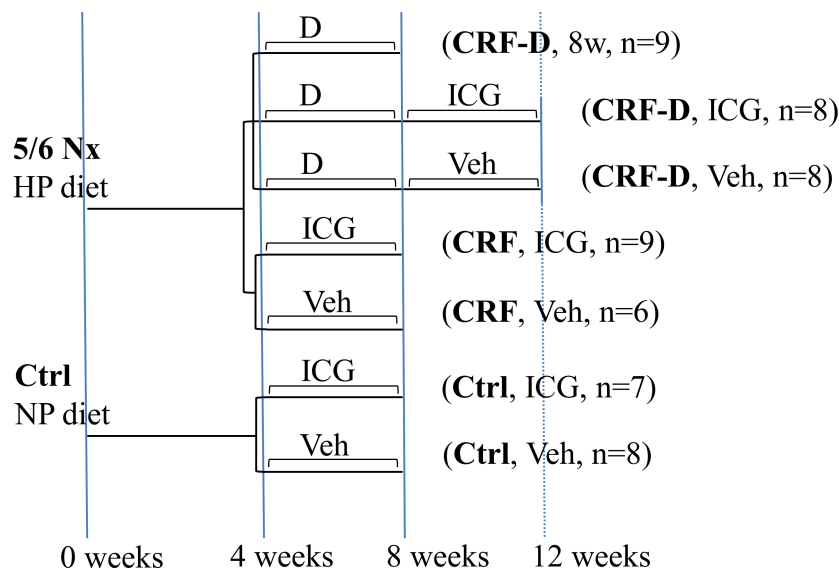 D
(CRF-D, 8w, n=9)
D ICG
(CRF-D, ICG, n=8)
5/6 Nx
HP diet
D Veh
(CRF-D, Veh, n=8)
ICG
(CRF, ICG, n=9)
Veh
(CRF, Veh, n=6)
Ctrl
NP diet
ICG
(Ctrl, ICG, n=7)
Veh
(Ctrl, Veh, n=8)
0 weeks 4 weeks 8 weeks 12 weeks